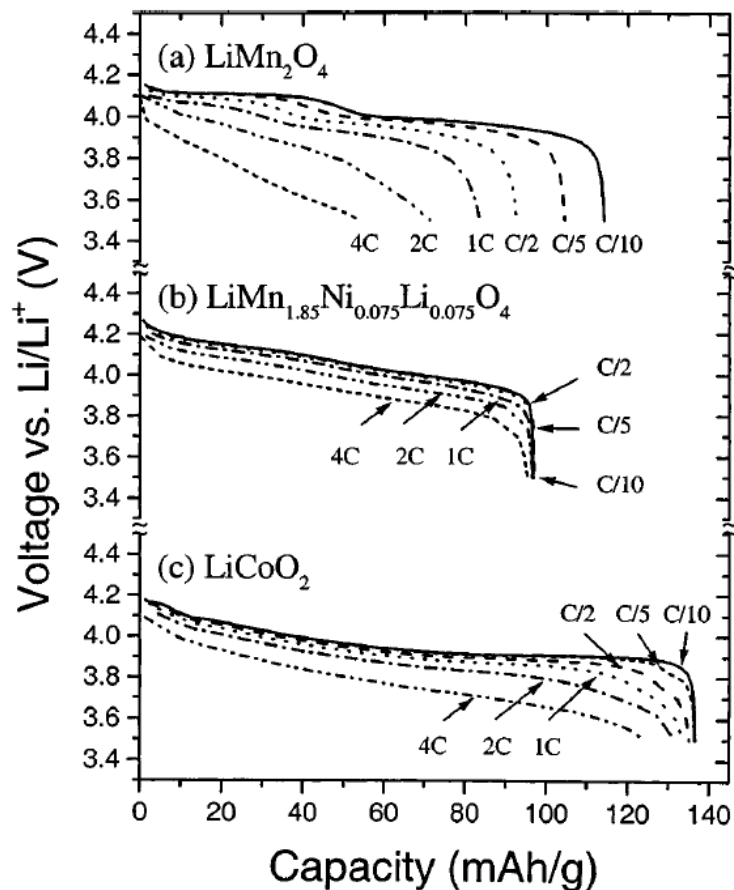 Voltage vs. Li/Li⁺ (V)
4.4
4.2
4.0
3.8
3.6
3.4
(a) LiMn₂O₄
4C
2C
1C
C/2
C/5
C/10
4.4
4.2
4.0
3.8
3.6
3.4
(b) LiMn₁.₈₅Ni₀.₀₇₅Li₀.₀₇₅O₄
C/2
C/5
C/10
4C
2C
1C
4.4
4.2
4.0
3.8
3.6
3.4
(c) LiCoO₂
C/2
C/5
C/10
4C
2C
1C
0
20
40
60
80
100
120
140
Capacity (mAh/g)